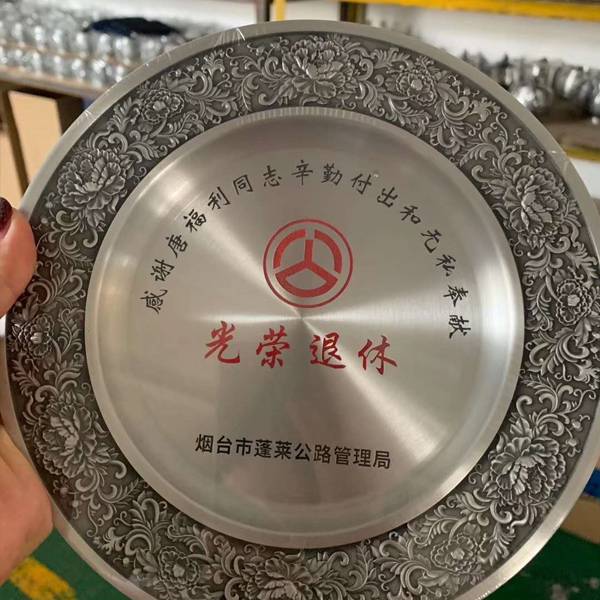 感谢唐福利同志辛勤付出和无私奉献
光荣退休
烟台市蓬莱公路管理局